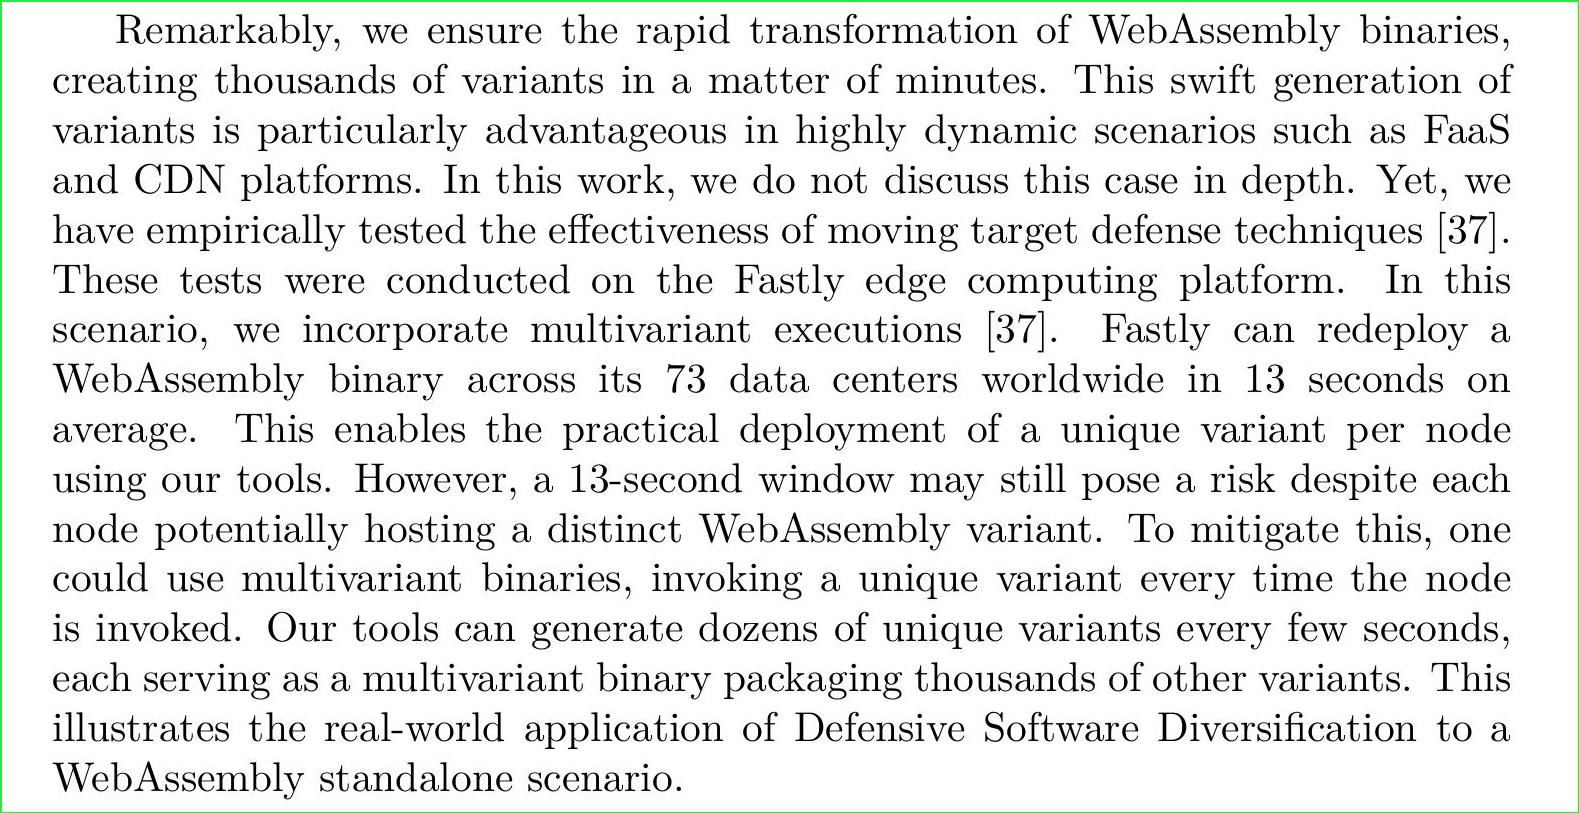 Remarkably, we ensure the rapid transformation of WebAssembly binaries,
creating thousands of variants in a matter of minutes. This swift generation of
variants is particularly advantageous in highly dynamic scenarios such as FaaS
and CDN platforms. In this work, we do not discuss this case in depth. Yet, we
have empirically tested the effectiveness of moving target defense techniques [37].
These tests were conducted on the Fastly edge computing platform. In this
scenario, we incorporate multivariant executions [37]. Fastly can redeploy a
WebAssembly binary across its 73 data centers worldwide in 13 seconds on
average. This enables the practical deployment of a unique variant per node
using our tools. However, a 13-second window may still pose a risk despite each
node potentially hosting a distinct WebAssembly variant. To mitigate this, one
could use multivariant binaries, invoking a unique variant every time the node
is invoked. Our tools can generate dozens of unique variants every few seconds,
each serving as a multivariant binary packaging thousands of other variants. This
illustrates the real-world application of Defensive Software Diversification to a
WebAssembly standalone scenario.